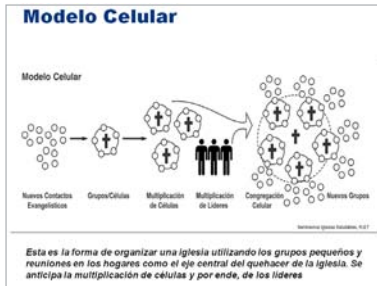 Modelo Celular
Modelo Celular
Nuevos Contactos
Evangelísticos
Grupos/Células
Multiplicación
de Células
Multiplicación
de Líderes
Congregación
Celular
Nuevos Grupos
Seminarios Iglesias Saludables,
Esta es la forma de organizar una iglesia utilizando los grupos pequeños y
reuniones en los hogares como el eje central del quehacer de la iglesia. Se
anticipa la multiplicación de células y por ende, de los líderes